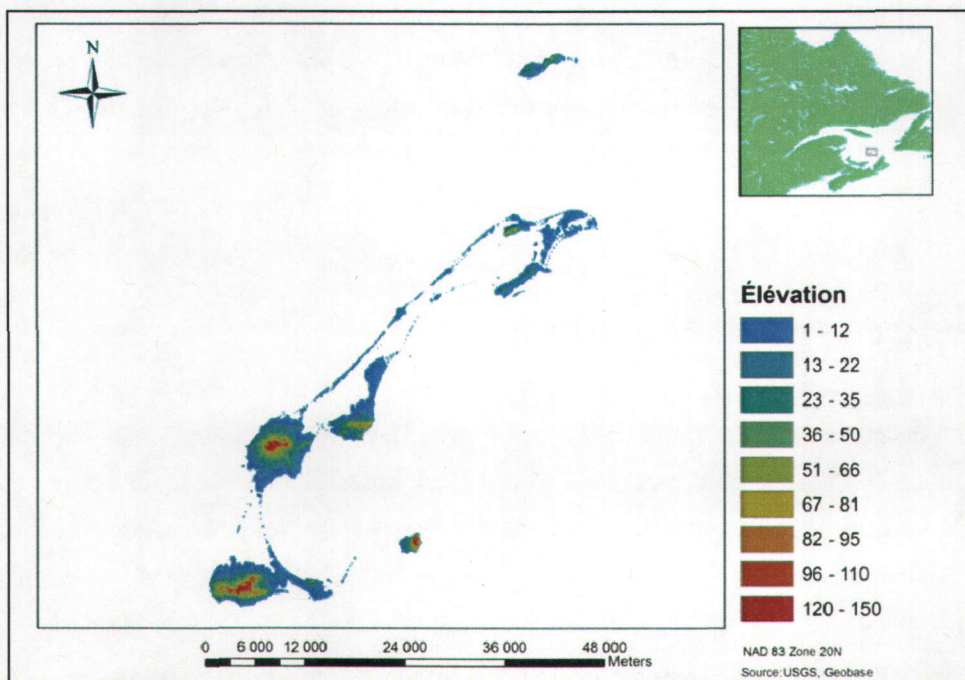 N
Élévation
1 - 12
13 - 22
23 - 35
36 - 50
51 - 66
67 - 81
82 - 95
96 - 110
120 - 150
0 6 000 12 000 24 000 36 000 48 000
Meters
NAD 83 Zone 20N
Source:USGS, Geobase